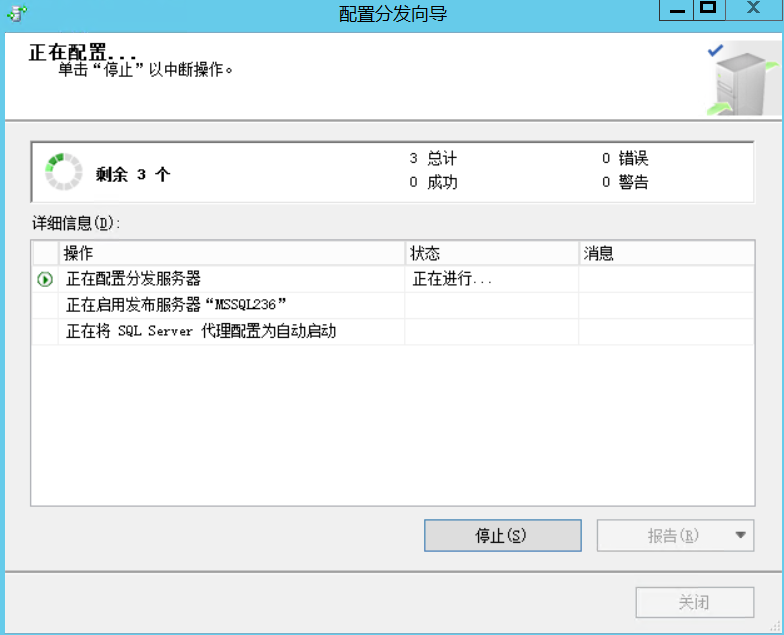 配置分发向导
正在配置...
单击“停止”以中断操作。
剩余 3 个
3 总计
0 错误
0 成功
0 警告
详细信息(D):
操作 状态 消息
正在配置分发服务器 正在进行...
正在启用发布服务器“MSSQL236”
正在将 SQL Server 代理配置为自动启动
停止(S)
报告(R)
关闭